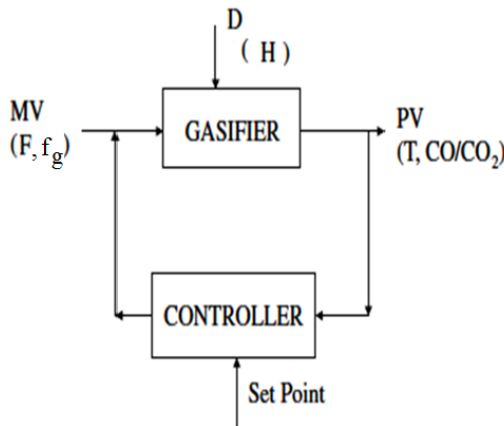 D
( H )
MV
(F, f_g)
GASIFIER
PV
(T, CO/CO₂)
CONTROLLER
Set Point